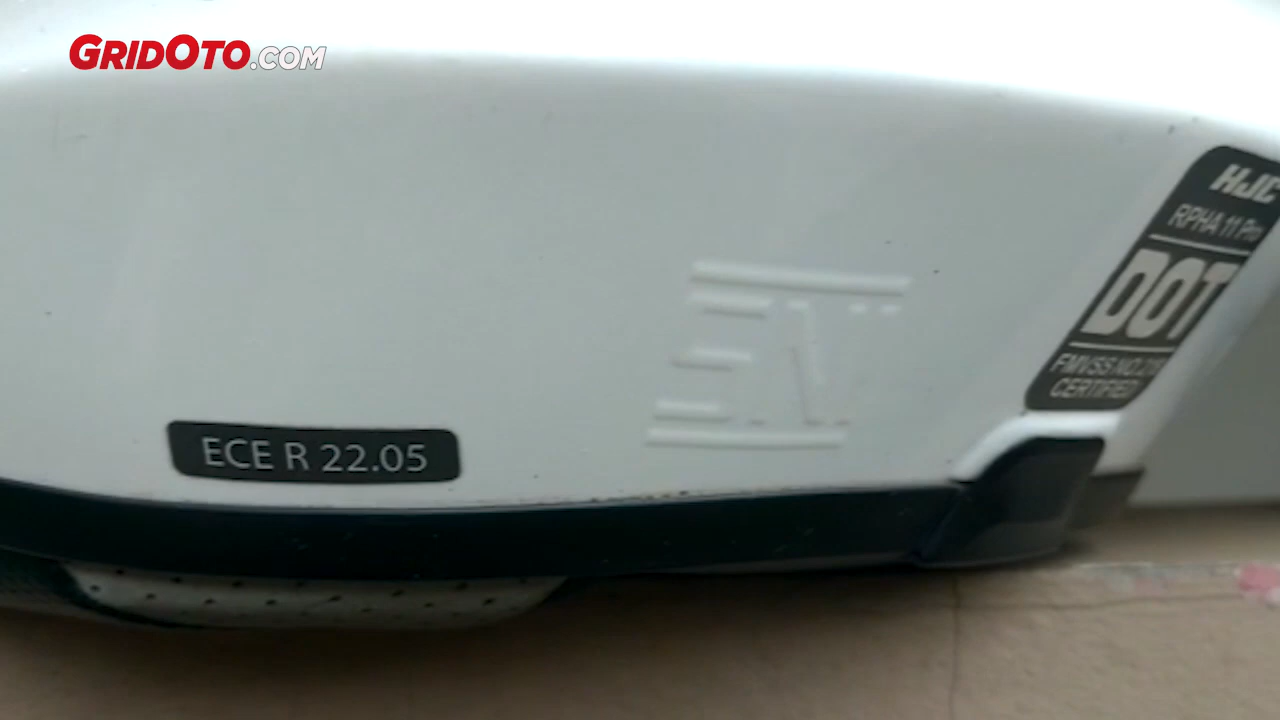 GRIDOTO.COM
HJC
RPHA 11 Pro
DOT
FMVSS NO.218
CERTIFIED
ECE R 22.05